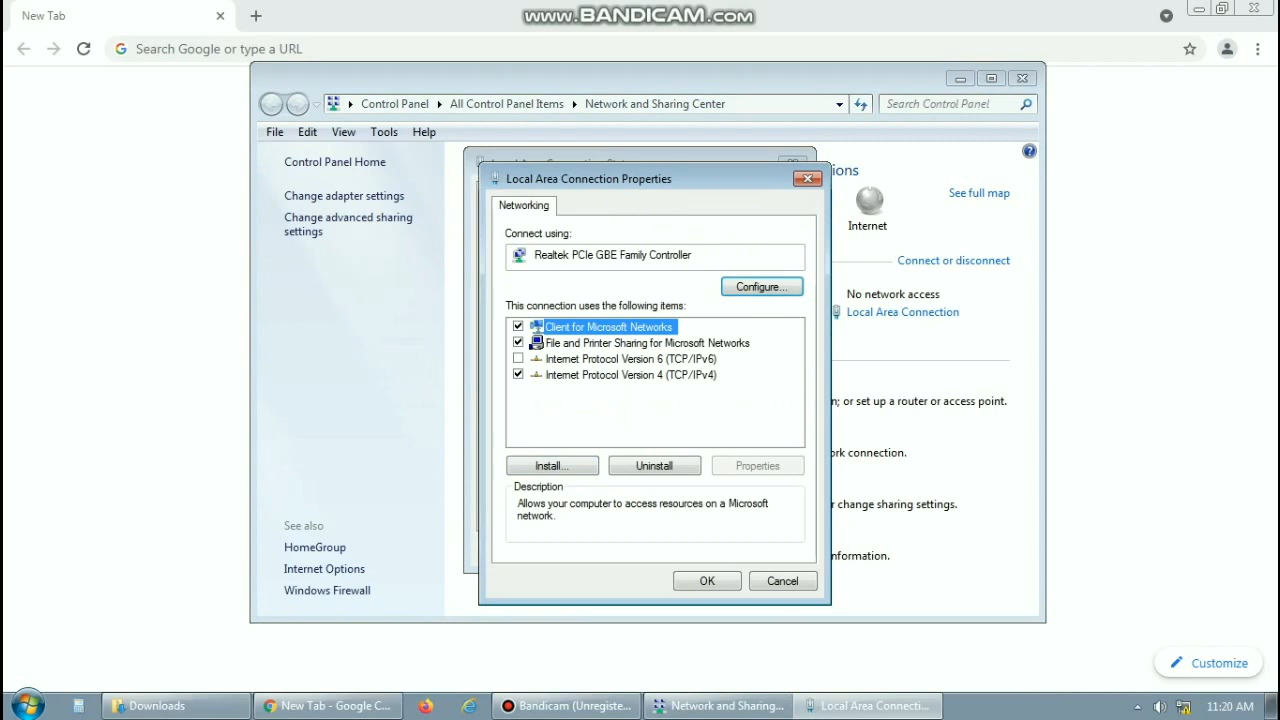 New Tab
www.BANDICAM.com
Search Google or type a URL
Control Panel
All Control Panel Items
Network and Sharing Center
Search Control Panel
File Edit View Tools Help
Control Panel Home
Change adapter settings
Change advanced sharing
settings
See also
HomeGroup
Internet Options
Windows Firewall
Local Area Connection Properties
Networking
Connect using:
Realtek PCIe GBE Family Controller
Configure...
This connection uses the following items:
Client for Microsoft Networks
File and Printer Sharing for Microsoft Networks
Internet Protocol Version 6 (TCP/IPv6)
Internet Protocol Version 4 (TCP/IPv4)
Install... Uninstall Properties
Description
Allows your computer to access resources on a Microsoft
network.
OK Cancel
ions
See full map
Internet
Connect or disconnect
No network access
Local Area Connection
n; or set up a router or access point.
rk connection.
r change sharing settings.
nformation.
Customize
Downloads
New Tab - Google C...
Bandicam (Unregiste...
Network and Sharing...
Local Area Connecti...
11:20 AM